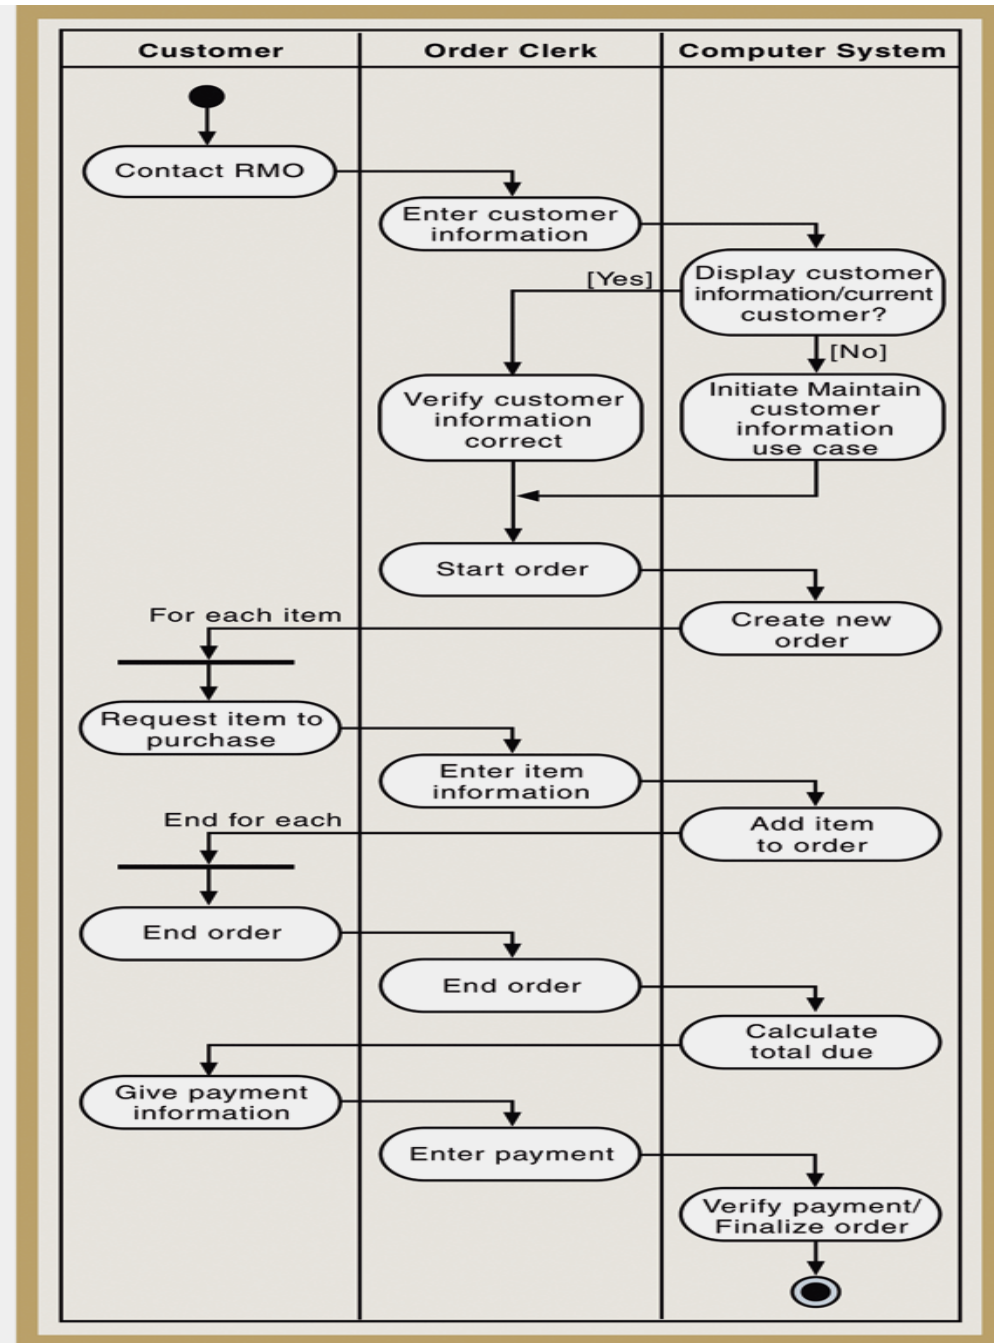 Customer
Order Clerk
Computer System
Contact RMO
Enter customer
information
Display customer
information/current
customer?
[Yes]
[No]
Verify customer
information
correct
Initiate Maintain
customer
information
use case
Start order
Create new
order
For each item
Request item to
purchase
Enter item
information
Add item
to order
End for each
End order
End order
Calculate
total due
Give payment
information
Enter payment
Verify payment/
Finalize order